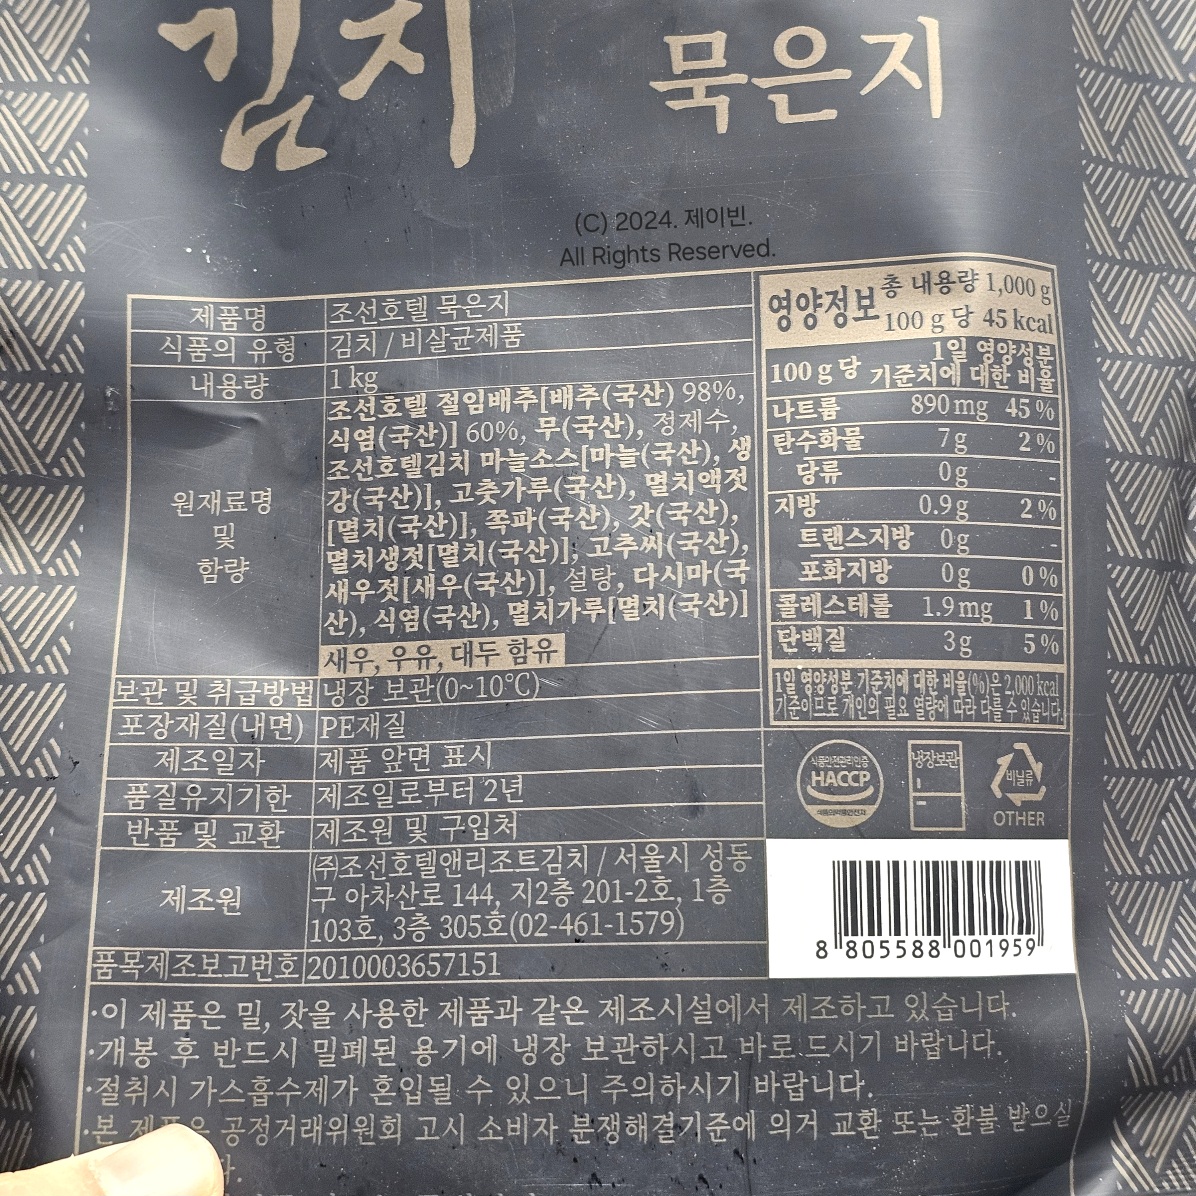 김치
묵은지
(C) 2024. 제이빈.
All Rights Reserved.
제품명
조선호텔 묵은지
식품의 유형
김치/비살균제품
내용량
1 kg
원재료명
및
함량
조선호텔 절임배추[배추(국산) 98%,
식염(국산)] 60%, 무(국산), 정제수,
조선호텔김치 마늘소스[마늘(국산), 생
강(국산)], 고춧가루(국산), 멸치액젓
[멸치(국산)], 쪽파(국산), 갓(국산),
멸치생젓[멸치(국산)], 고추씨(국산),
새우젓[새우(국산)], 설탕, 다시마(국
산), 식염(국산), 멸치가루[멸치(국산)]
새우, 우유, 대두 함유
보관 및 취급방법
냉장 보관(0~10℃)
포장재질(내면)
PE재질
제조일자
제품 앞면 표시
품질유지기한
제조일로부터 2년
반품 및 교환
제조원 및 구입처
제조원
㈜조선호텔앤리조트김치/서울시 성동
구 아차산로 144, 지2층 201-2호, 1층
103호, 3층 305호(02-461-1579)
품목제조보고번호
2010003657151
영양정보
총 내용량 1,000 g
100 g 당 45 kcal
100 g 당
1일 영양성분
기준치에 대한 비율
나트륨 890 mg 45 %
탄수화물 7 g 2 %
당류 0 g -
지방 0.9 g 2 %
트랜스지방 0 g -
포화지방 0 g 0 %
콜레스테롤 1.9 mg 1 %
단백질 3 g 5 %
1일 영양성분 기준치에 대한 비율(%)은 2,000 kcal
기준이므로 개인의 필요 열량에 따라 다를 수 있습니다.
식품안전관리인증
HACCP
식품의약품안전처
냉장보관
비닐류
OTHER
8 805588 001959
·이 제품은 밀, 잣을 사용한 제품과 같은 제조시설에서 제조하고 있습니다.
·개봉 후 반드시 밀폐된 용기에 냉장 보관하시고 바로 드시기 바랍니다.
·절취시 가스흡수제가 혼입될 수 있으니 주의하시기 바랍니다.
·본 제품은 공정거래위원회 고시 소비자 분쟁해결기준에 의거 교환 또는 환불 받으실